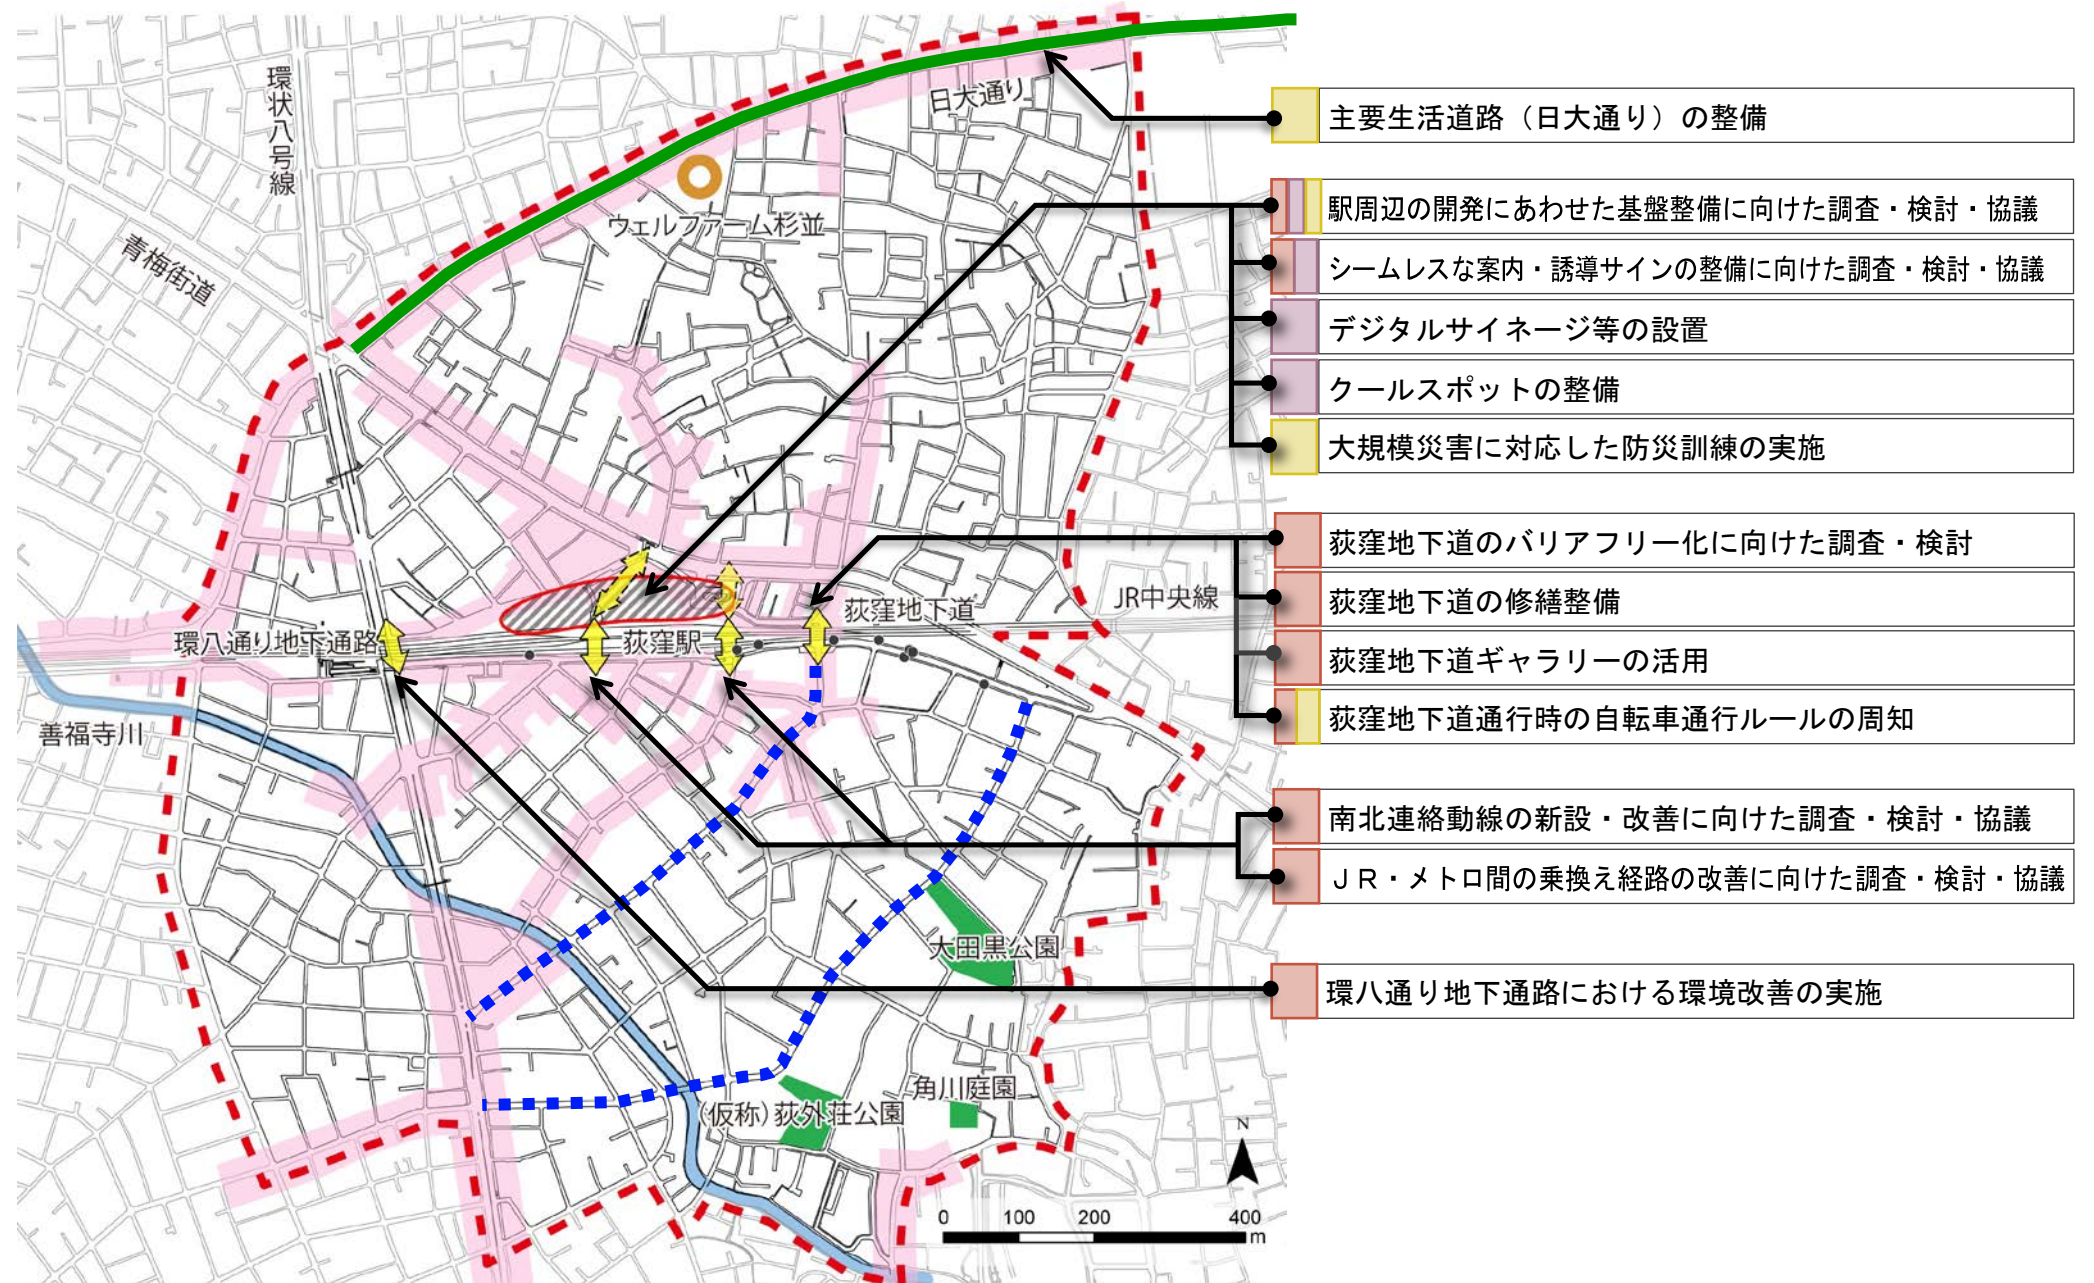 環状八号線
日大通り
ウェルファーム杉並
青梅街道
環八通り地下通路
荻窪駅
荻窪地下道
JR中央線
善福寺川
大田黒公園
角川庭園
(仮称)荻外荘公園
N
0 100 200 400
m
主要生活道路（日大通り）の整備
駅周辺の開発にあわせた基盤整備に向けた調査・検討・協議
シームレスな案内・誘導サインの整備に向けた調査・検討・協議
デジタルサイネージ等の設置
クールスポットの整備
大規模災害に対応した防災訓練の実施
荻窪地下道のバリアフリー化に向けた調査・検討
荻窪地下道の修繕整備
荻窪地下道ギャラリーの活用
荻窪地下道通行時の自転車通行ルールの周知
南北連絡動線の新設・改善に向けた調査・検討・協議
ＪＲ・メトロ間の乗換え経路の改善に向けた調査・検討・協議
環八通り地下通路における環境改善の実施